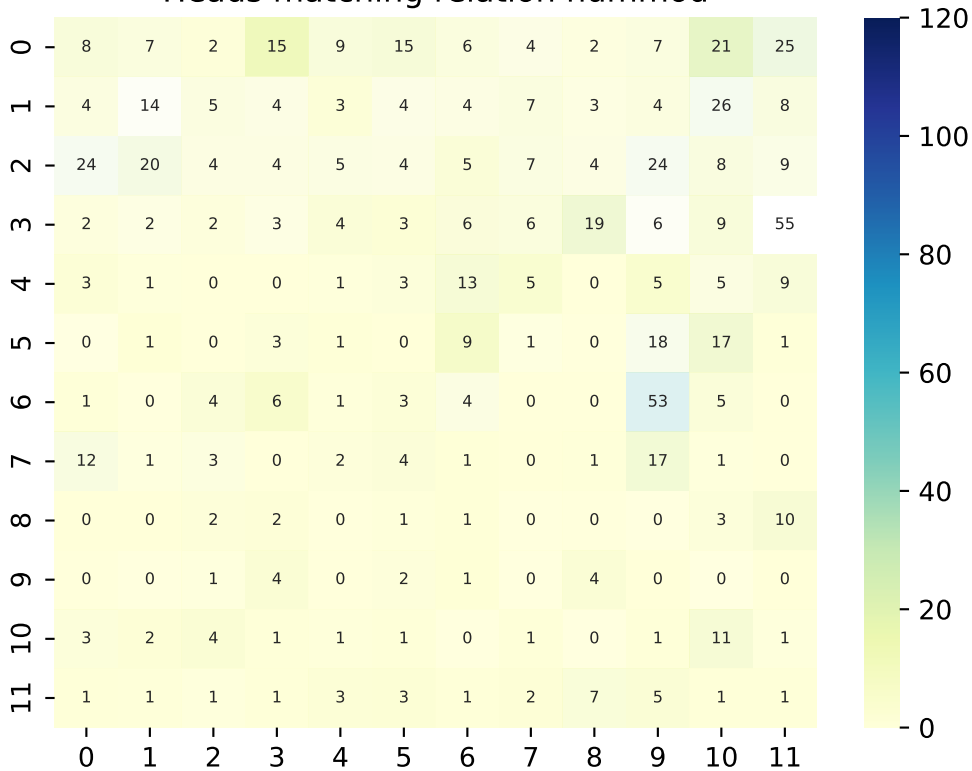 Heads matching relation nummod
0 8 7 2 15 9 15 6 4 2 7 21 25
1 4 14 5 4 3 4 4 7 3 4 26 8
2 24 20 4 4 5 4 5 7 4 24 8 9
3 2 2 2 3 4 3 6 6 19 6 9 55
4 3 1 0 0 1 3 13 5 0 5 5 9
5 0 1 0 3 1 0 9 1 0 18 17 1
6 1 0 4 6 1 3 4 0 0 53 5 0
7 12 1 3 0 2 4 1 0 1 17 1 0
8 0 0 2 2 0 1 1 0 0 0 3 10
9 0 0 1 4 0 2 1 0 4 0 0 0
10 3 2 4 1 1 1 0 1 0 1 11 1
11 1 1 1 1 3 3 1 2 7 5 1 1
0 1 2 3 4 5 6 7 8 9 10 11
120
100
80
60
40
20
0